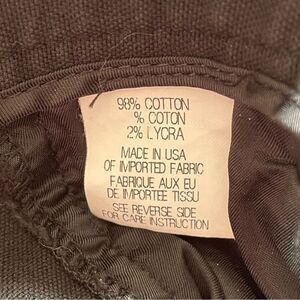 98% COTTON
% COTON
2% LYCRA
MADE IN USA
OF IMPORTED FABRIC
FABRIQUE AUX EU
DE IMPORTEE TISSU
SEE REVERSE SIDE
FOR CARE INSTRUCTION